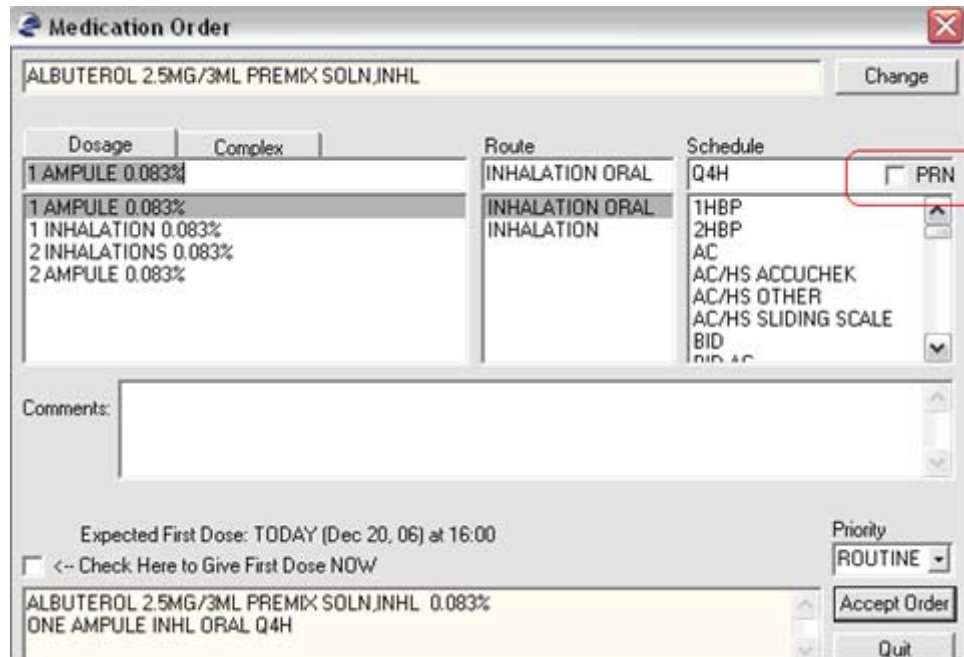 Medication Order
ALBUTEROL 2.5MG/3ML PREMIX SOLN,INHL
Change
Dosage
Complex
Route
Schedule
1 AMPULE 0.083%
INHALATION ORAL
Q4H
PRN
1 AMPULE 0.083%
1 INHALATION 0.083%
2 INHALATIONS 0.083%
2 AMPULE 0.083%
INHALATION ORAL
INHALATION
1HBP
2HBP
AC
AC/HS ACCUCHEK
AC/HS OTHER
AC/HS SLIDING SCALE
BID
BID AC
Comments:
Expected First Dose: TODAY (Dec 20, 06) at 16:00
<-- Check Here to Give First Dose NOW
Priority
ROUTINE
ALBUTEROL 2.5MG/3ML PREMIX SOLN,INHL 0.083%
ONE AMPULE INHL ORAL Q4H
Accept Order
Quit